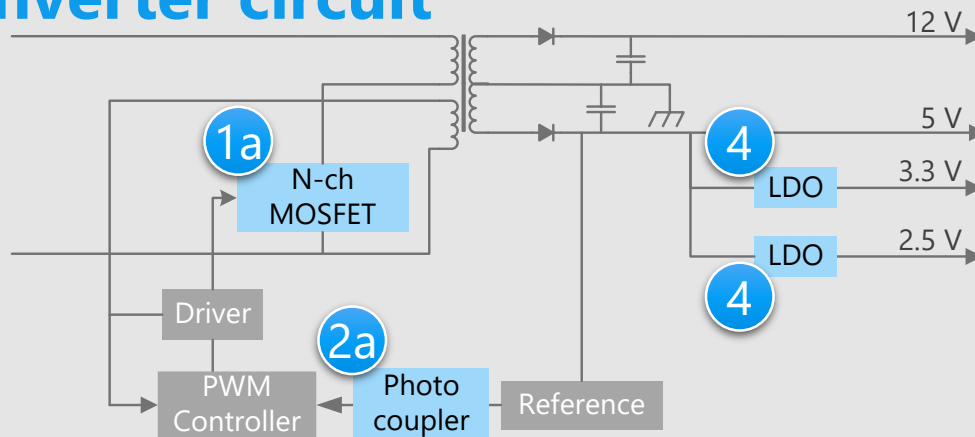 nverter circuit
12 V
5 V
1a
4
N-ch
MOSFET
LDO
3.3 V
LDO
2.5 V
4
Driver
2a
PWM
Controller
Photo
coupler
Reference